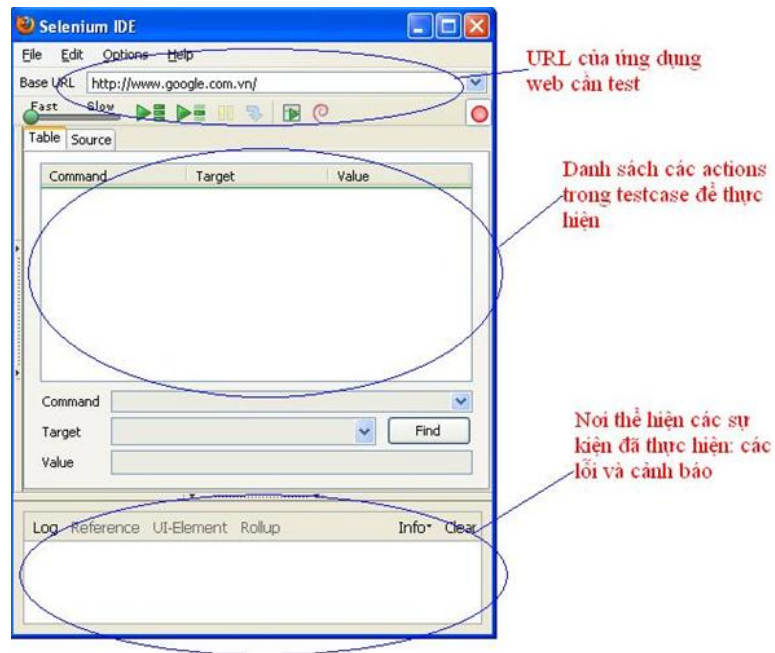 Selenium IDE
File Edit Options Help
Base URL http://www.google.com.vn/
Fast Slow
Table Source
Command Target Value
Command
Target Find
Value
Log Reference UI-Element Rollup Info Clear
URL của ứng dụng
web cần test
Danh sách các actions
trong testcase để thực
hiện
Nơi thể hiện các sự
kiện đã thực hiện: các
lỗi và cảnh báo